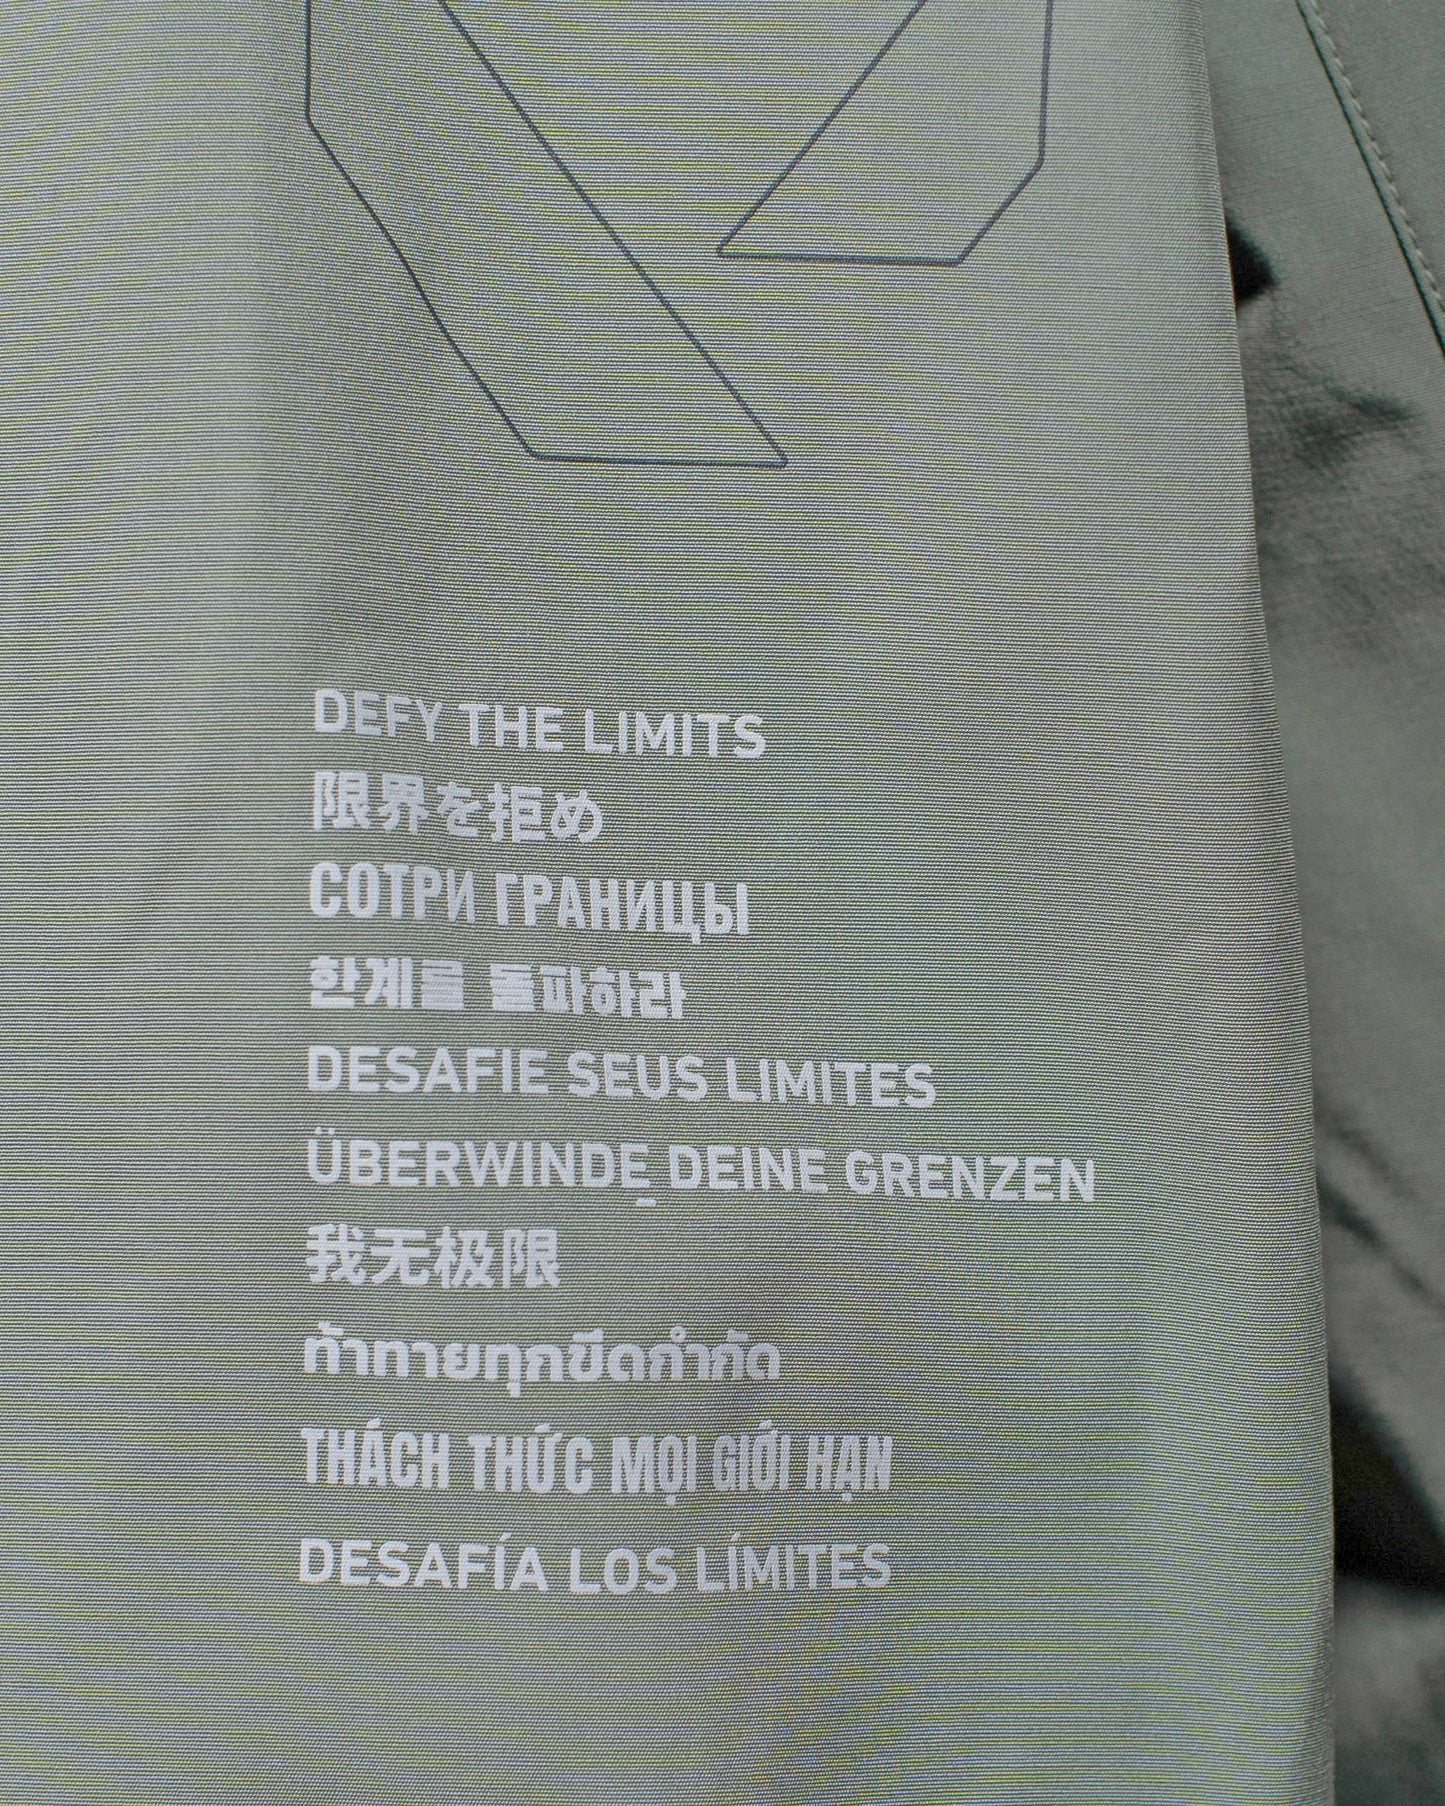 DEFY THE LIMITS
限界を拒め
СОТРИ ГРАНИЦЫ
한계를 돌파하라
DESAFIE SEUS LIMITES
ÜBERWINDE DEINE GRENZEN
我无极限
ท้าทายทุกขีดกำกัด
THÁCH THỨC MỌI GIỚI HẠN
DESAFÍA LOS LÍMITES